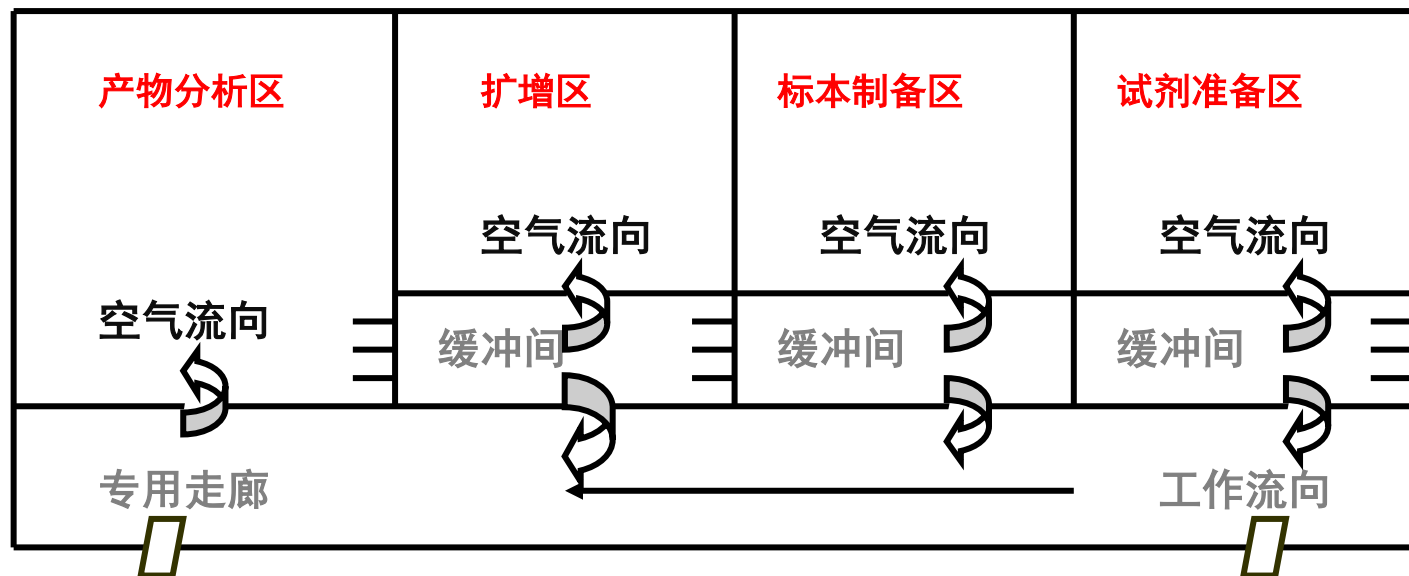 产物分析区
扩增区
标本制备区
试剂准备区
空气流向
空气流向
空气流向
空气流向
缓冲间
缓冲间
缓冲间
专用走廊
工作流向